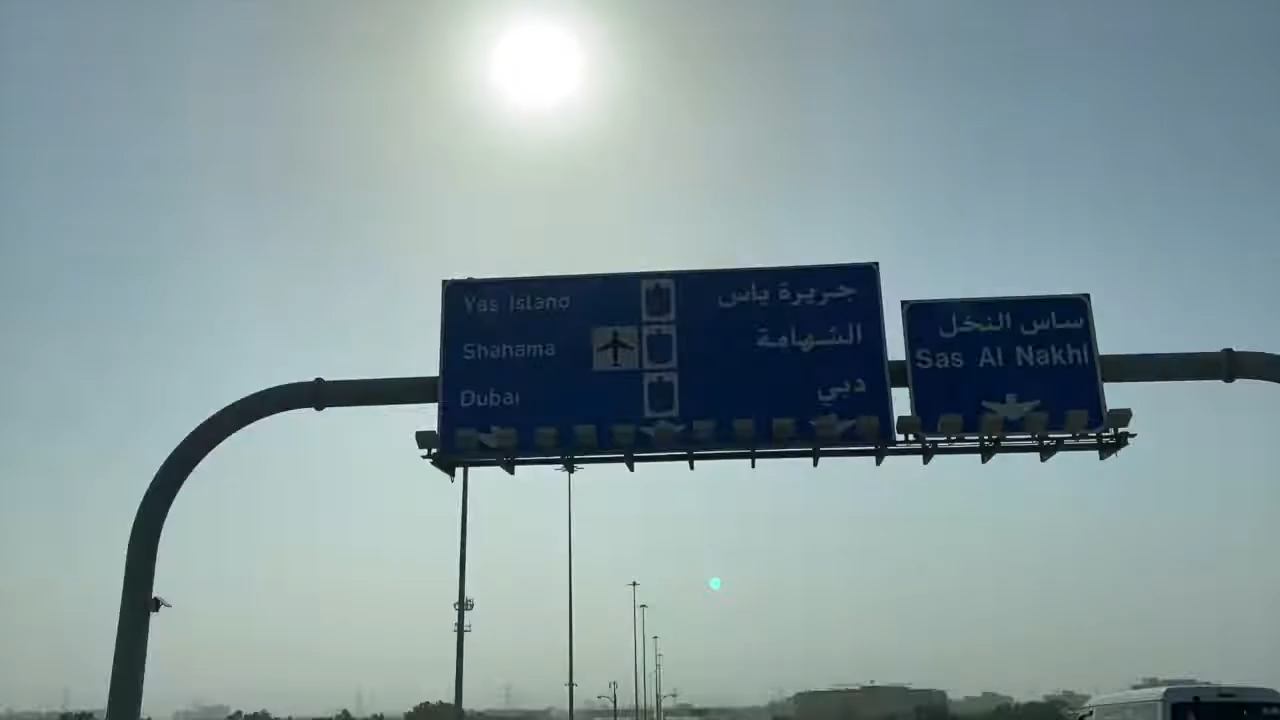 Yas Island جزيرة ياس
Shahama الشهامة
Dubai دبي
ساس النخل
Sas Al Nakhl